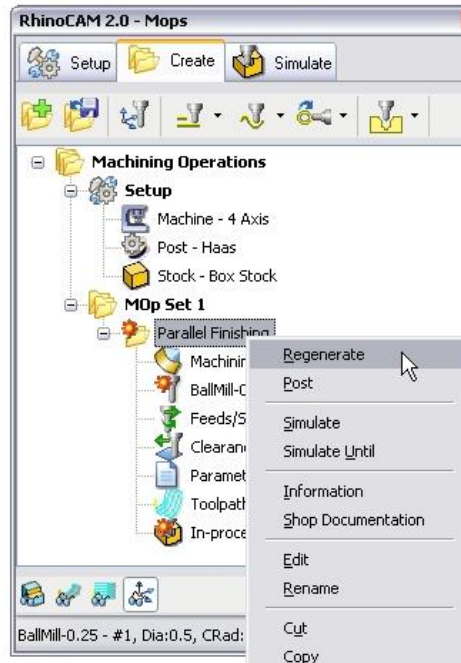 RhinoCAM 2.0 - Mops
Setup
Create
Simulate
Machining Operations
Setup
Machine - 4 Axis
Post - Haas
Stock - Box Stock
MOp Set 1
Parallel Finishing
Regenerate
Post
Simulate
Simulate Until
Information
Shop Documentation
Edit
Rename
Cut
Copy
Machinin
BallMill-0
Feeds/S
Clearanc
Paramet
Toolpath
In-proce
BallMill-0.25 - #1, Dia:0.5, CRad: